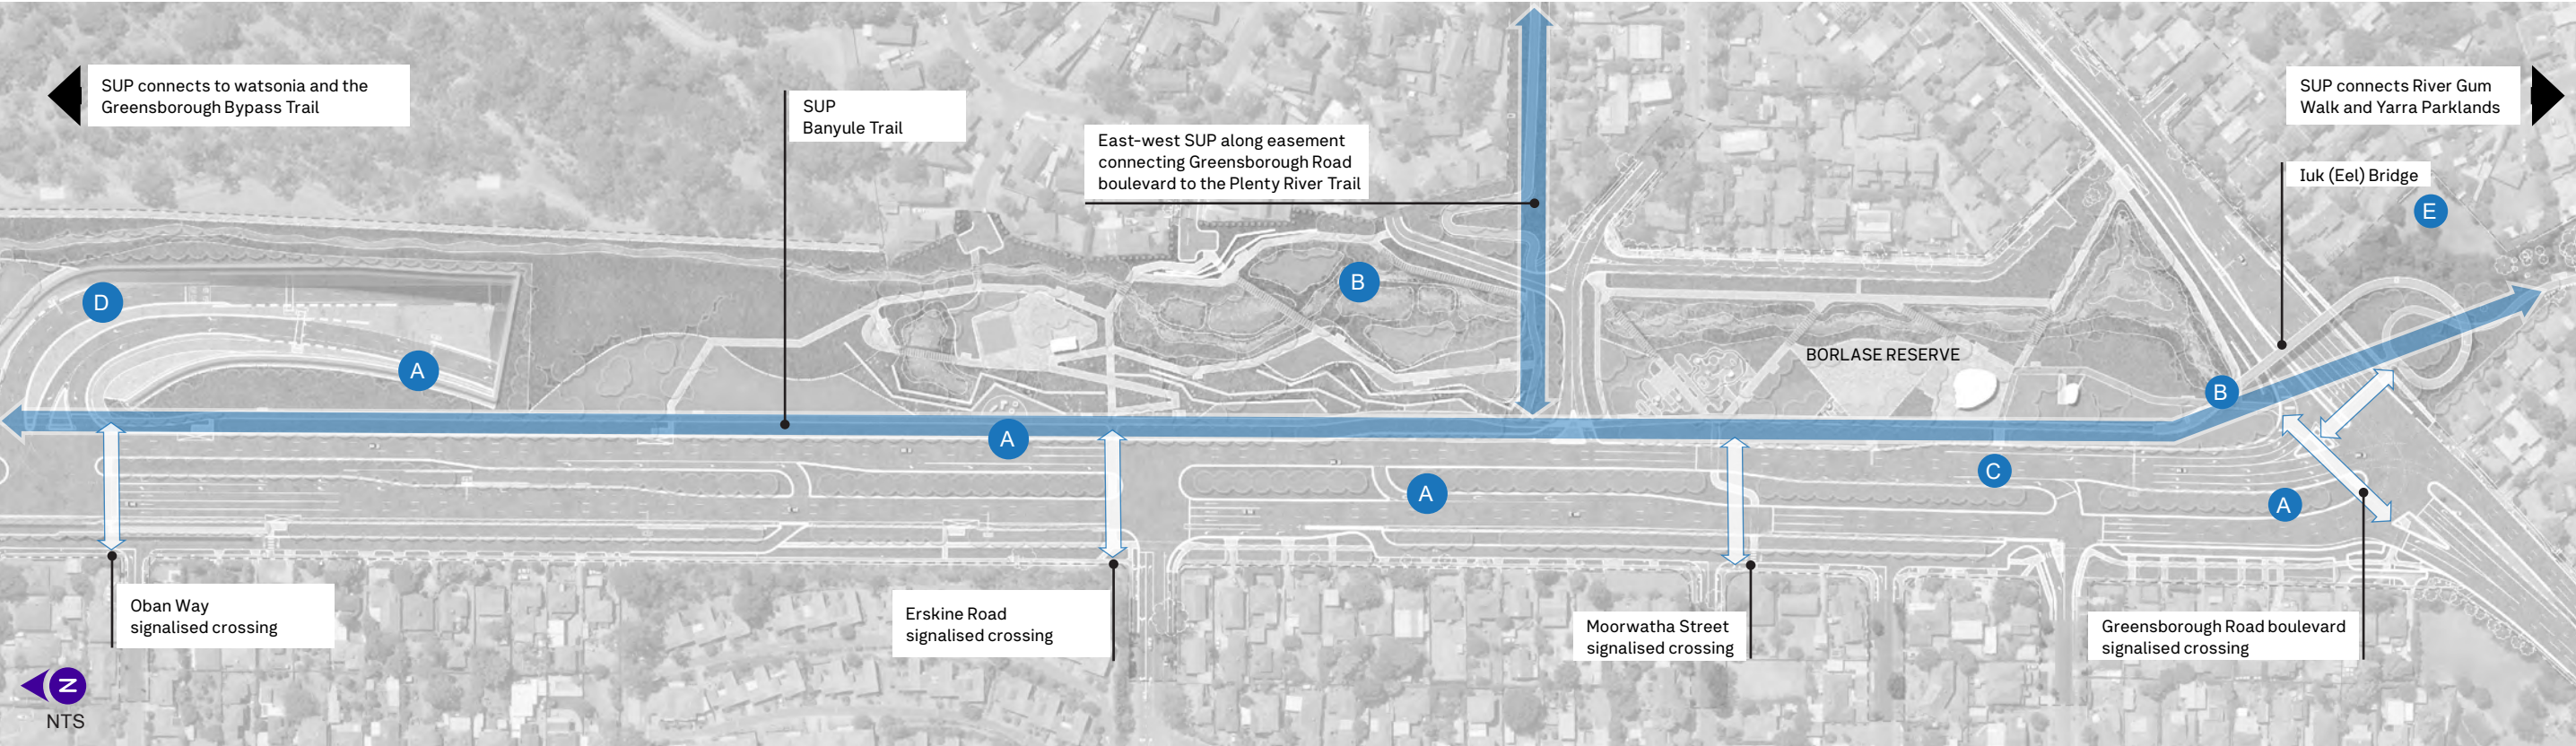 SUP connects to watsonia and the
Greensborough Bypass Trail
SUP
Banyule Trail
East-west SUP along easement
connecting Greensborough Road
boulevard to the Plenty River Trail
SUP connects River Gum
Walk and Yarra Parklands
Iuk (Eel) Bridge
E
B
D
A
BORLASE RESERVE
B
A
C
A
A
Oban Way
signalised crossing
Erskine Road
signalised crossing
Moorwatha Street
signalised crossing
Greensborough Road boulevard
signalised crossing
N
NTS